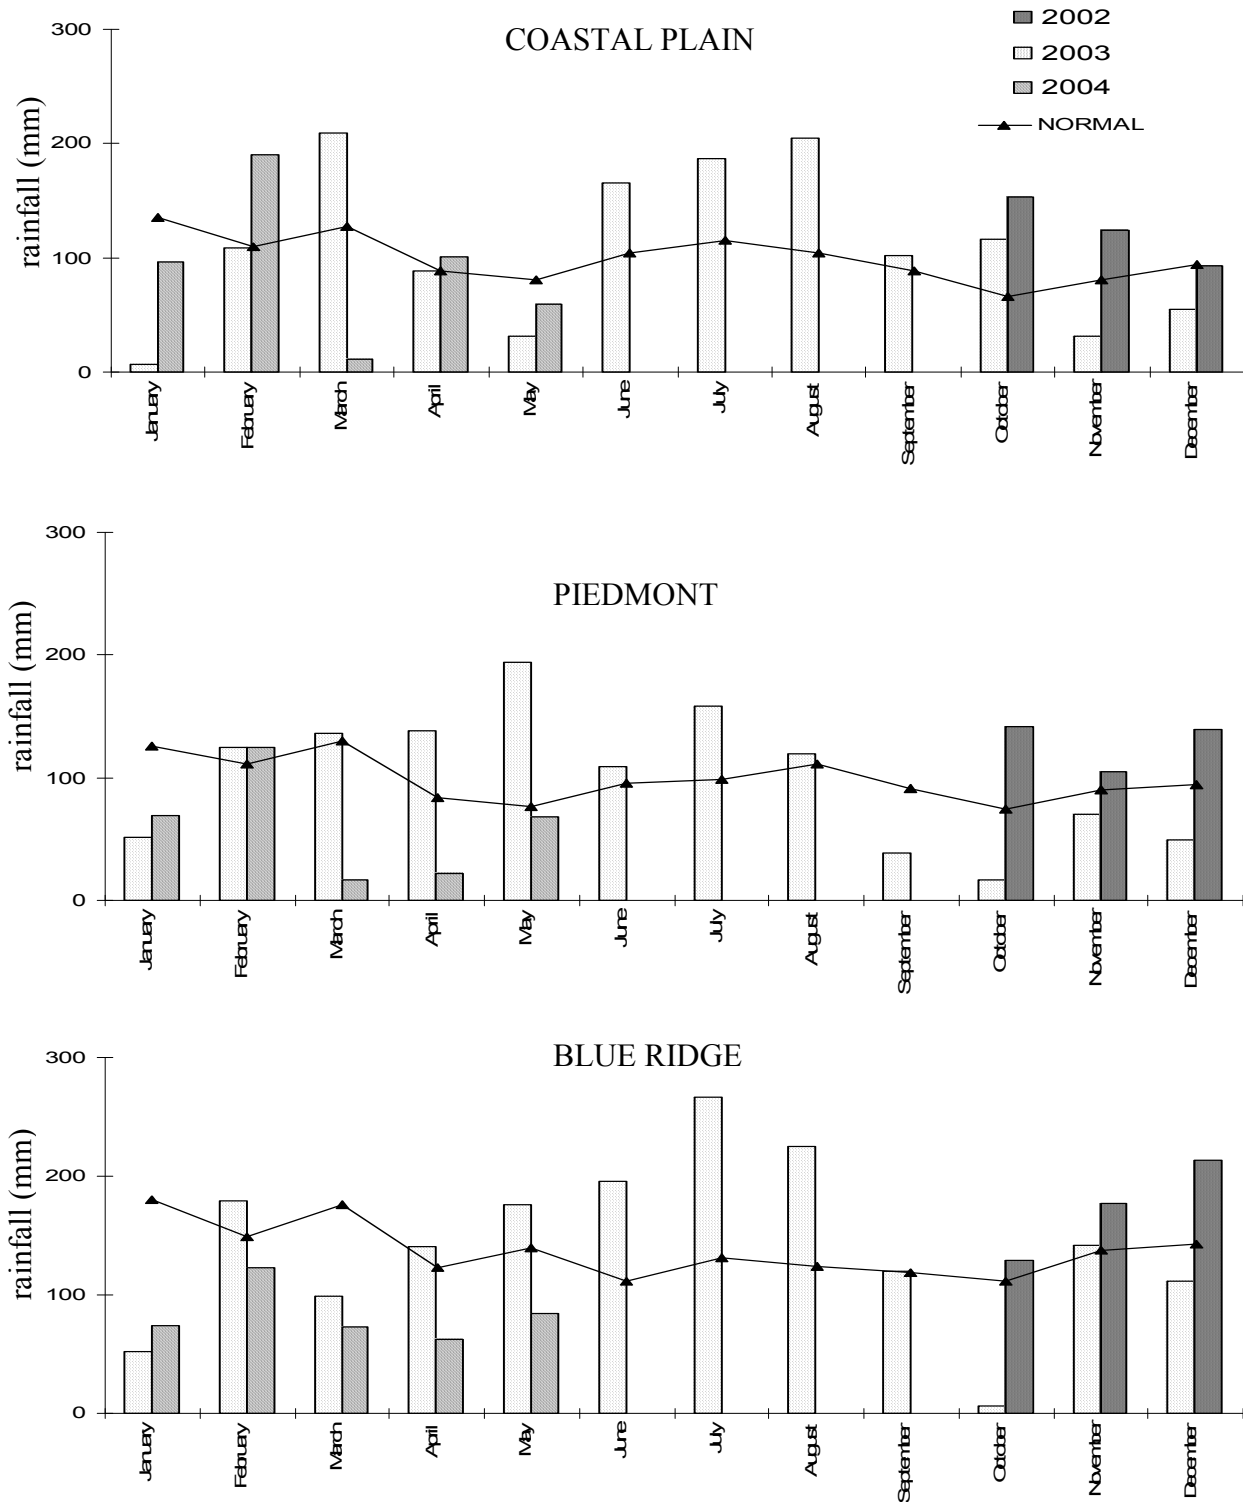 COASTAL PLAIN
2002
2003
2004
NORMAL
rainfall (mm)
300
200
100
0
January
February
March
April
May
June
July
August
September
October
November
December
PIEDMONT
rainfall (mm)
300
200
100
0
January
February
March
April
May
June
July
August
September
October
November
December
BLUE RIDGE
rainfall (mm)
300
200
100
0
January
February
March
April
May
June
July
August
September
October
November
December